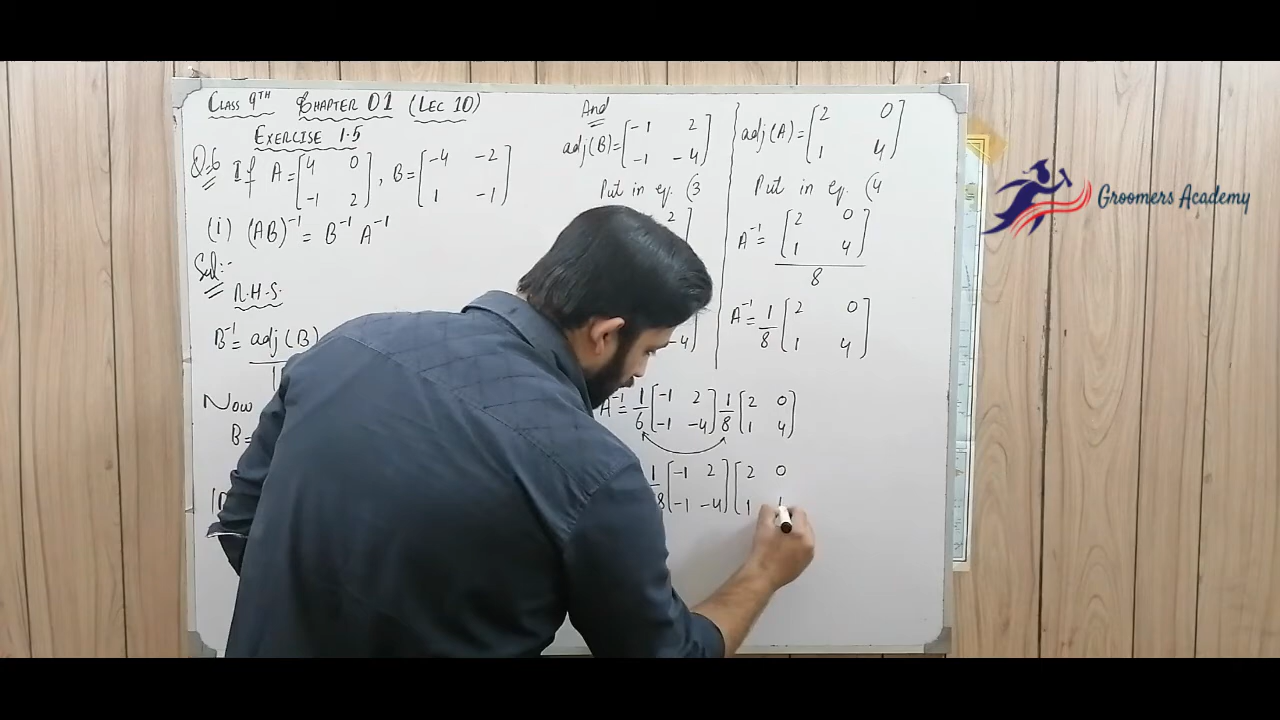 CLASS 9TH CHAPTER 01 (LEC 10)
EXERCISE 1.5
Q:6 If A = [4 0
-1 2], B = [-4 -2
1 -1]
(i) (AB)⁻¹ = B⁻¹ A⁻¹
Sol:-
R.H.S.
B⁻¹ = adj(B)
Now
B =
And
adj(B) = [-1 2
-1 -4]
Put in eq. (3
2
-4]
adj(A) = [2 0
1 4]
Put in eq. (4
A⁻¹ = [2 0
1 4]
8
A⁻¹ = 1/8 [2 0
1 4]
A⁻¹ = 1/6 [-1 2
-1 -4] 1/8 [2 0
1 4]
1
8 [-1 2
-1 -4] [2 0
1
Groomers Academy